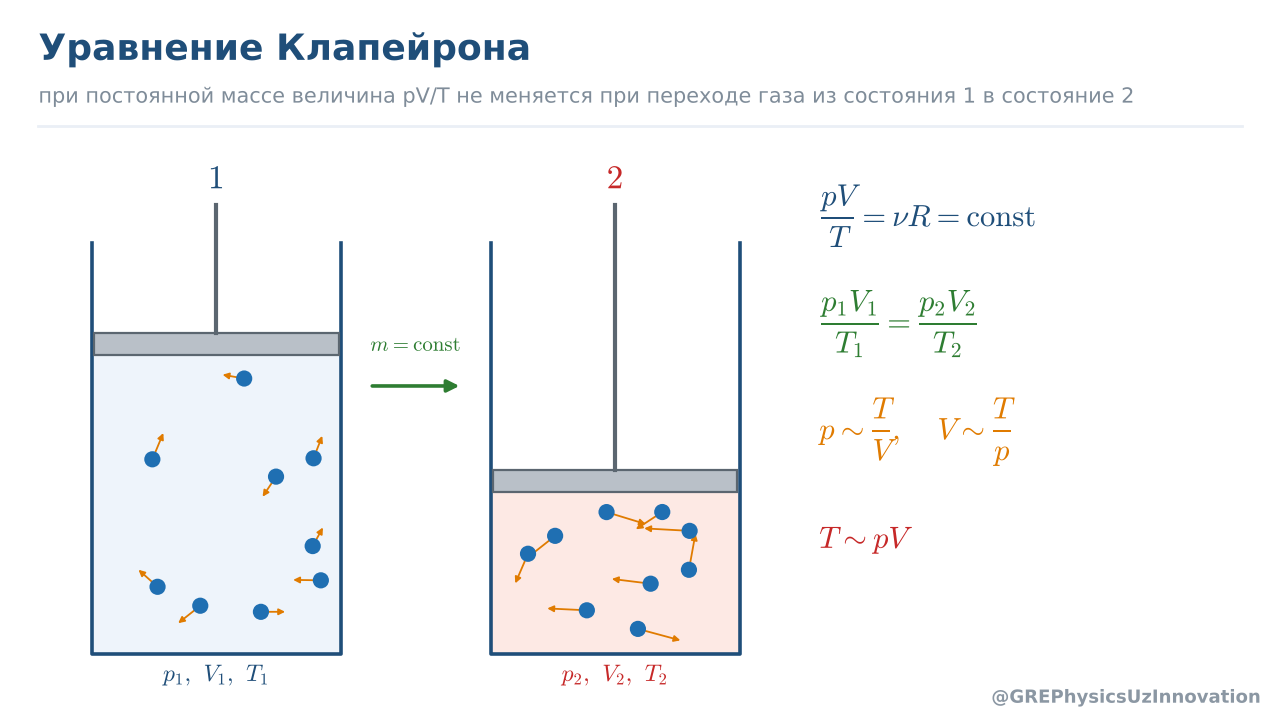 Уравнение Клапейрона
при постоянной массе величина pV/T не меняется при переходе газа из состояния 1 в состояние 2
1
2
pV/T = νR = const
m = const
p₁V₁/T₁ = p₂V₂/T₂
p ~ T/V, V ~ T/p
T ~ pV
p₁, V₁, T₁
p₂, V₂, T₂
@GREPhysicsUzInnovation